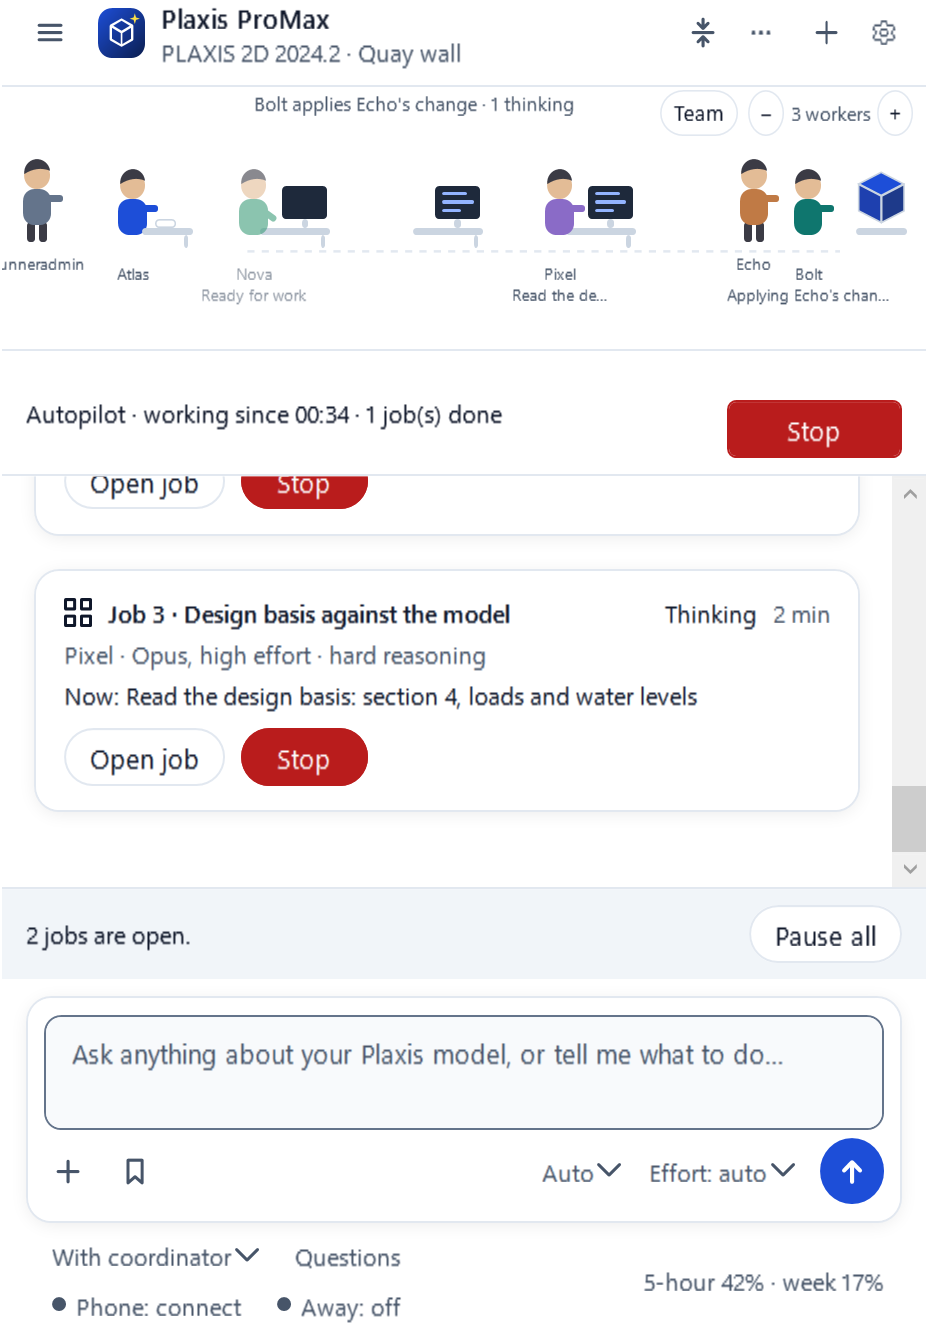 Plaxis ProMax
PLAXIS 2D 2024.2 · Quay wall
Bolt applies Echo's change · 1 thinking
Team
– 3 workers +
unneradmin
Atlas
Nova
Ready for work
Pixel
Read the de...
Echo
Bolt
Applying Echo's chan...
Autopilot · working since 00:34 · 1 job(s) done
Stop
Open job
Stop
Job 3 · Design basis against the model
Thinking 2 min
Pixel · Opus, high effort · hard reasoning
Now: Read the design basis: section 4, loads and water levels
Open job
Stop
2 jobs are open.
Pause all
Ask anything about your Plaxis model, or tell me what to do...
Auto
Effort: auto
With coordinator
Questions
5-hour 42% · week 17%
Phone: connect
Away: off